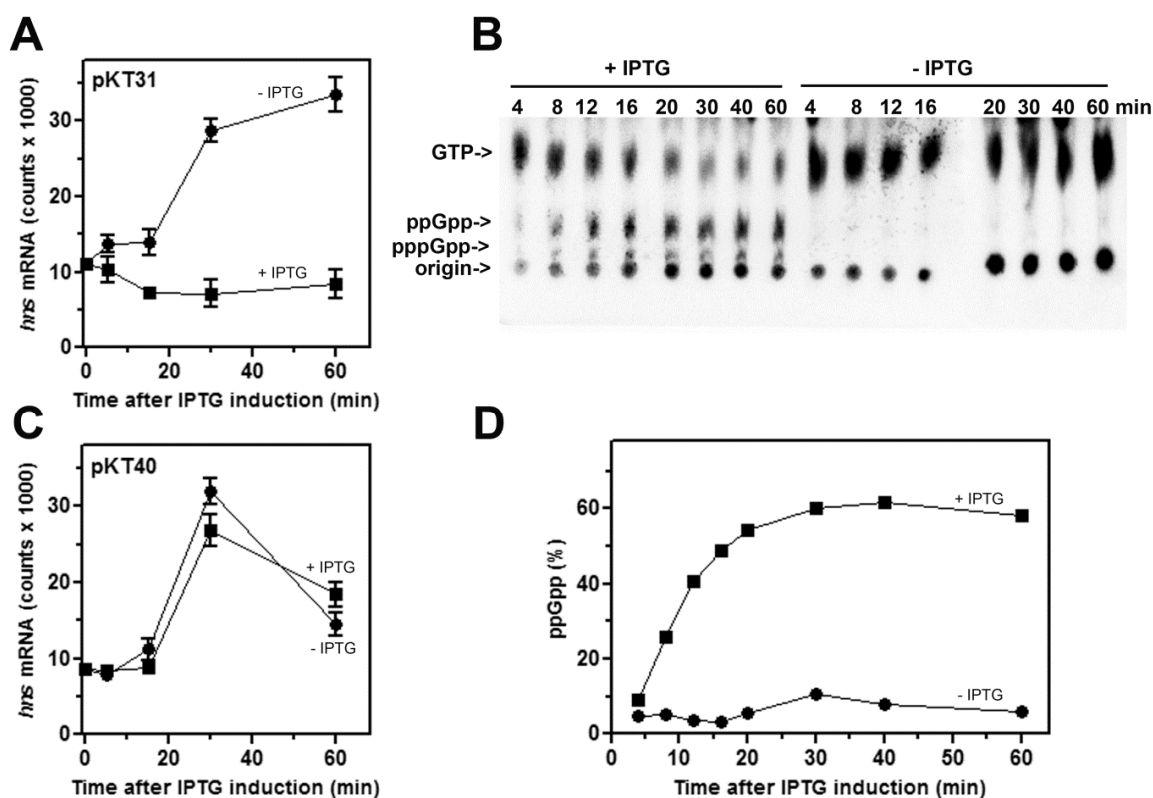 A
pKT31
- IPTG
+ IPTG
hns mRNA (counts x 1000)
30
20
10
0
0 20 40 60
Time after IPTG induction (min)
B
+ IPTG - IPTG
4 8 12 16 20 30 40 60 4 8 12 16 20 30 40 60 min
GTP->
ppGpp->
pppGpp->
origin->
C
pKT40
+ IPTG
- IPTG
hns mRNA (counts x 1000)
30
20
10
0
0 20 40 60
Time after IPTG induction (min)
D
+ IPTG
- IPTG
ppGpp (%)
60
40
20
0
0 10 20 30 40 50 60
Time after IPTG induction (min)